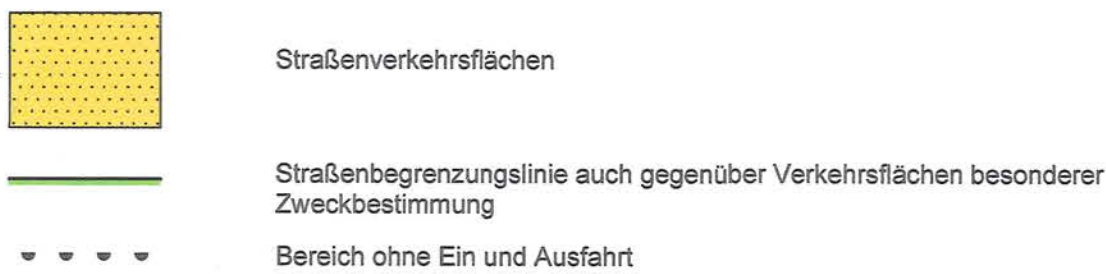 Straßenverkehrsflächen
Straßenbegrenzungslinie auch gegenüber Verkehrsflächen besonderer
Zweckbestimmung
Bereich ohne Ein und Ausfahrt